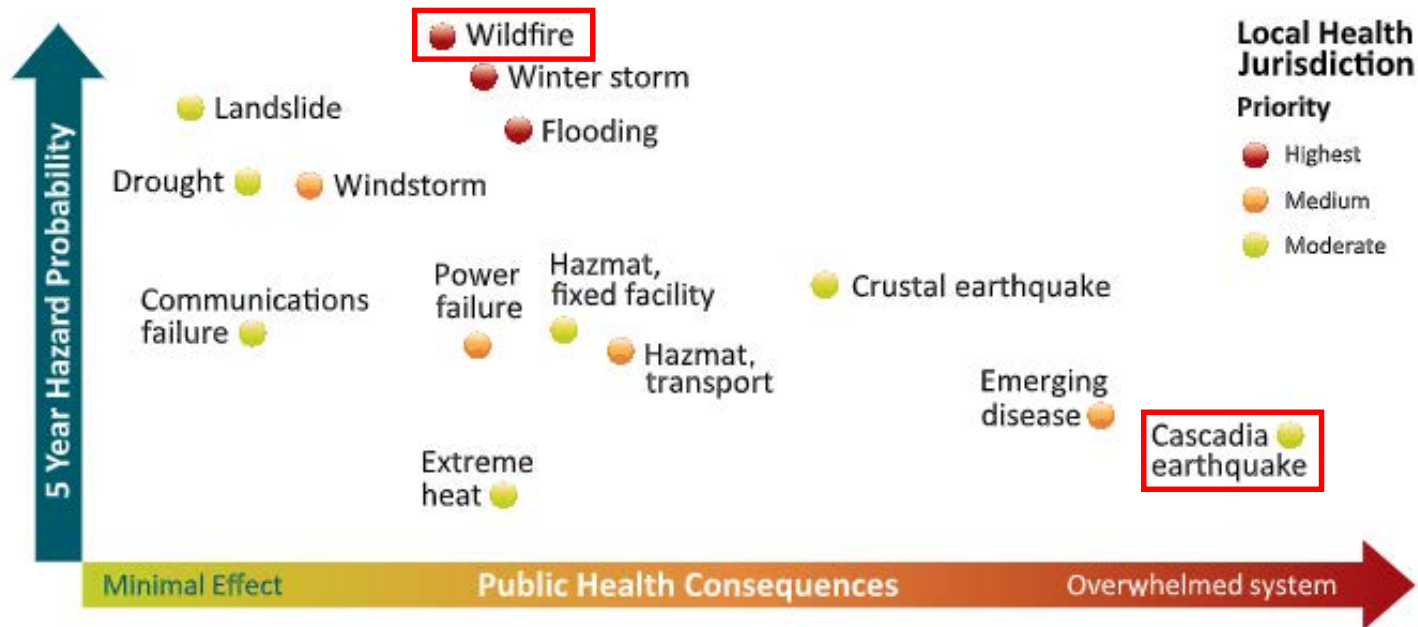 Wildfire
Winter storm
Landslide
Flooding
Drought
Windstorm
Communications
failure
Power
failure
Hazmat,
fixed facility
Hazmat,
transport
Crustal earthquake
Emerging
disease
Cascadia
earthquake
Extreme
heat
Local Health
Jurisdiction
Priority
Highest
Medium
Moderate
5 Year Hazard Probability
Minimal Effect
Public Health Consequences
Overwhelmed system